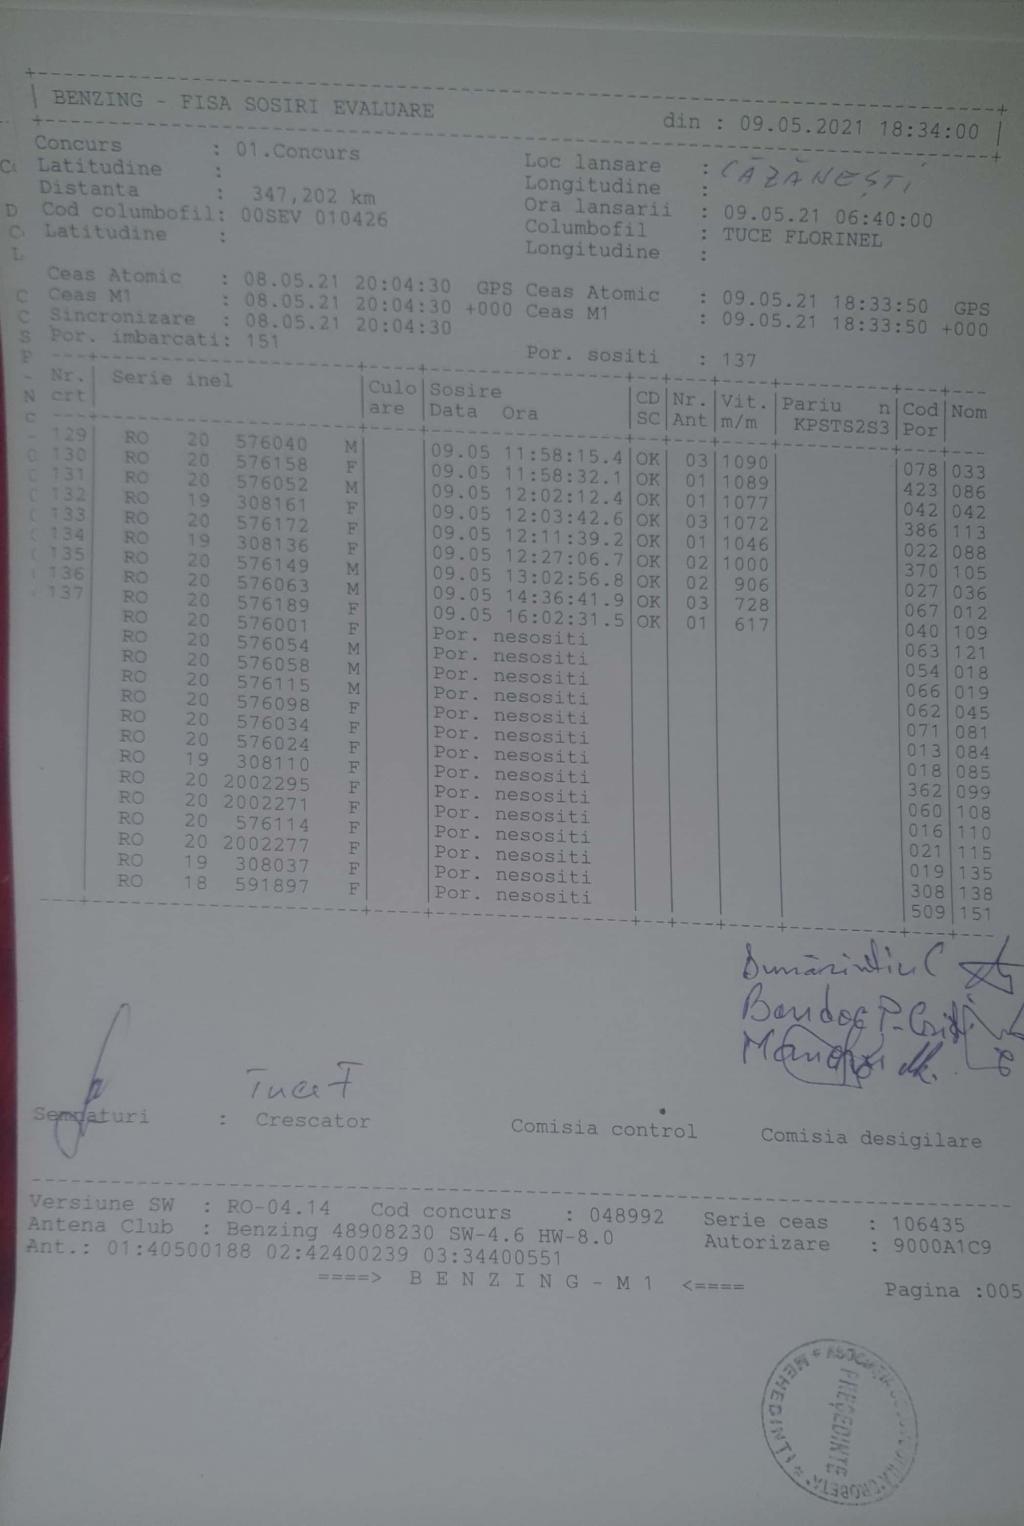 BENZING - FISA SOSIRI EVALUARE din : 09.05.2021 18:34:00
Concurs : 01.Concurs Loc lansare : CĂZĂNEȘTI
Latitudine : Longitudine :
Distanta : 347,202 km Ora lansarii : 09.05.21 06:40:00
Cod columbofil: 00SEV 010426 Columbofil : TUCE FLORINEL
Latitudine : Longitudine :
Ceas Atomic : 08.05.21 20:04:30 GPS Ceas Atomic : 09.05.21 18:33:50 GPS
Ceas M1 : 08.05.21 20:04:30 +000 Ceas M1 : 09.05.21 18:33:50 +000
Sincronizare : 08.05.21 20:04:30
Por. imbarcati: 151 Por. sositi : 137
Nr. Serie inel Culo Sosire CD Nr. Vit. Pariu n Cod Nom
crt are Data Ora SC Ant m/m KPSTS2S3 Por
129 RO 20 576040 M 09.05 11:58:15.4 OK 03 1090 078 033
130 RO 20 576158 F 09.05 11:58:32.1 OK 01 1089 423 086
131 RO 20 576052 M 09.05 12:02:12.4 OK 01 1077 042 042
132 RO 19 308161 F 09.05 12:03:42.6 OK 03 1072 386 113
133 RO 20 576172 F 09.05 12:11:39.2 OK 01 1046 022 088
134 RO 19 308136 F 09.05 12:27:06.7 OK 02 1000 370 105
135 RO 20 576149 M 09.05 13:02:56.8 OK 02 906 027 036
136 RO 20 576063 M 09.05 14:36:41.9 OK 03 728 067 012
137 RO 20 576189 F 09.05 16:02:31.5 OK 01 617 040 109
RO 20 576001 F Por. nesositi 063 121
RO 20 576054 M Por. nesositi 054 018
RO 20 576058 M Por. nesositi 066 019
RO 20 576115 M Por. nesositi 062 045
RO 20 576098 F Por. nesositi 071 081
RO 20 576034 F Por. nesositi 013 084
RO 20 576024 F Por. nesositi 018 085
RO 19 308110 F Por. nesositi 362 099
RO 20 2002295 F Por. nesositi 060 108
RO 20 2002271 F Por. nesositi 016 110
RO 20 576114 F Por. nesositi 021 115
RO 20 2002277 F Por. nesositi 019 135
RO 19 308037 F Por. nesositi 308 138
RO 18 591897 F Por. nesositi 509 151
Tuce F
Semnaturi : Crescator Comisia control Comisia desigilare
Versiune SW : RO-04.14 Cod concurs : 048992 Serie ceas : 106435
Antena Club : Benzing 48908230 SW-4.6 HW-8.0 Autorizare : 9000A1C9
Ant.: 01:40500188 02:42400239 03:34400551
====> B E N Z I N G - M 1 <==== Pagina :005
PREȘEDINTE
MEHEDINȚI